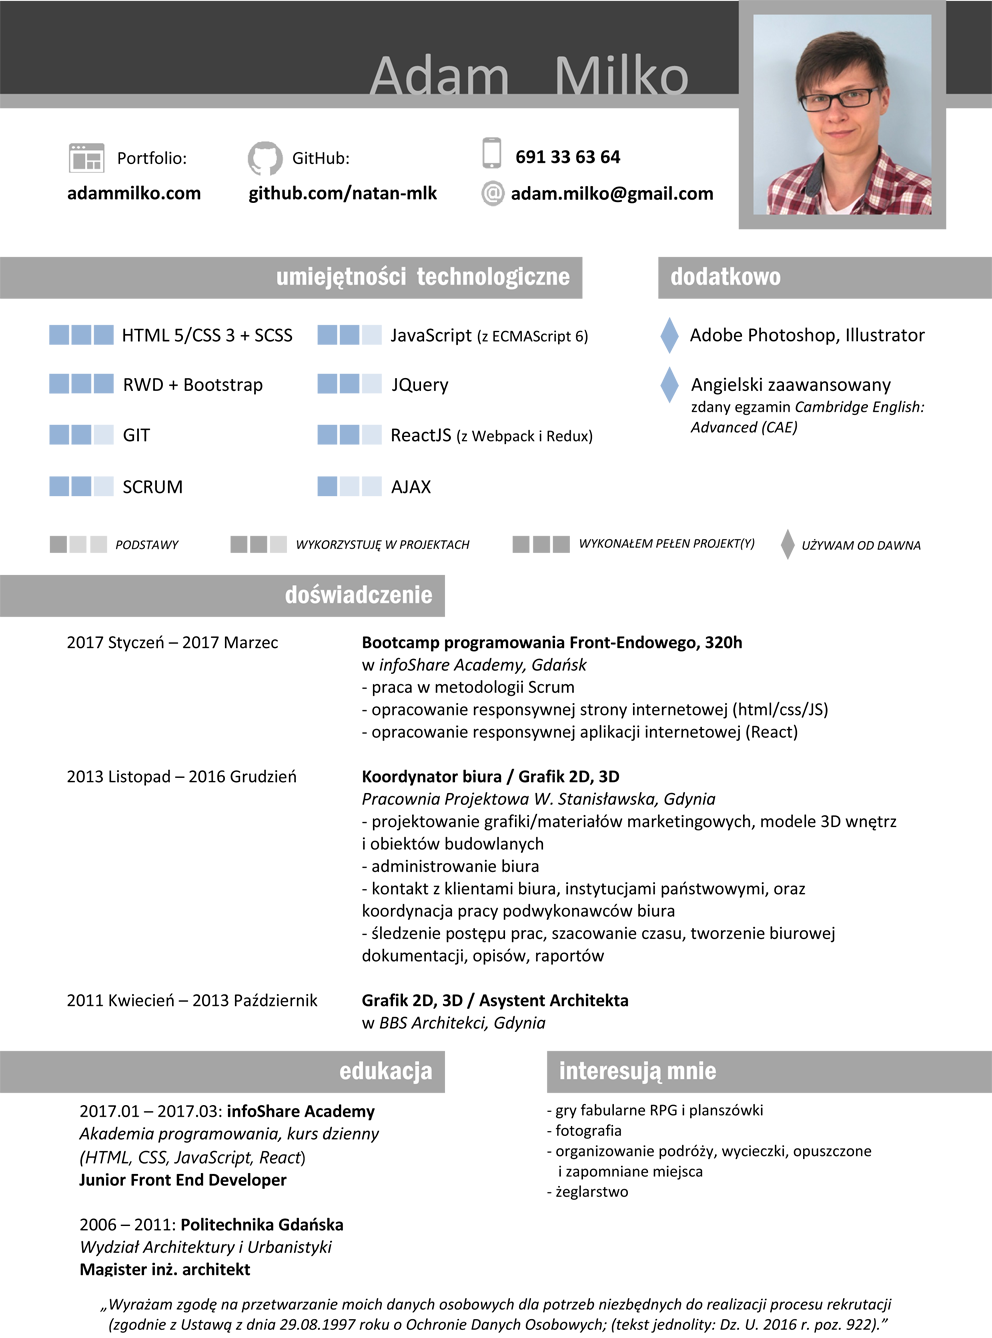 Adam Milko
Portfolio:
adammilko.com
GitHub:
github.com/natan-mlk
691 33 63 64
adam.milko@gmail.com
umiejętności technologiczne
HTML 5/CSS 3 + SCSS
JavaScript (z ECMAScript 6)
RWD + Bootstrap
JQuery
GIT
ReactJS (z Webpack i Redux)
SCRUM
AJAX
dodatkowo
Adobe Photoshop, Illustrator
Angielski zaawansowany
zdany egzamin Cambridge English:
Advanced (CAE)
PODSTAWY
WYKORZYSTUJĘ W PROJEKTACH
WYKONAŁEM PEŁEN PROJEKT(Y)
UŻYWAM OD DAWNA
doświadczenie
2017 Styczeń – 2017 Marzec
Bootcamp programowania Front-Endowego, 320h
w infoShare Academy, Gdańsk
- praca w metodologii Scrum
- opracowanie responsywnej strony internetowej (html/css/JS)
- opracowanie responsywnej aplikacji internetowej (React)
2013 Listopad – 2016 Grudzień
Koordynator biura / Grafik 2D, 3D
Pracownia Projektowa W. Stanisławska, Gdynia
- projektowanie grafiki/materiałów marketingowych, modele 3D wnętrz
i obiektów budowlanych
- administrowanie biura
- kontakt z klientami biura, instytucjami państwowymi, oraz
koordynacja pracy podwykonawców biura
- śledzenie postępu prac, szacowanie czasu, tworzenie biurowej
dokumentacji, opisów, raportów
2011 Kwiecień – 2013 Październik
Grafik 2D, 3D / Asystent Architekta
w BBS Architekci, Gdynia
edukacja
2017.01 – 2017.03: infoShare Academy
Akademia programowania, kurs dzienny
(HTML, CSS, JavaScript, React)
Junior Front End Developer
2006 – 2011: Politechnika Gdańska
Wydział Architektury i Urbanistyki
Magister inż. architekt
interesują mnie
- gry fabularne RPG i planszówki
- fotografia
- organizowanie podróży, wycieczki, opuszczone
i zapomniane miejsca
- żeglarstwo
„Wyrażam zgodę na przetwarzanie moich danych osobowych dla potrzeb niezbędnych do realizacji procesu rekrutacji
(zgodnie z Ustawą z dnia 29.08.1997 roku o Ochronie Danych Osobowych; (tekst jednolity: Dz. U. 2016 r. poz. 922).”